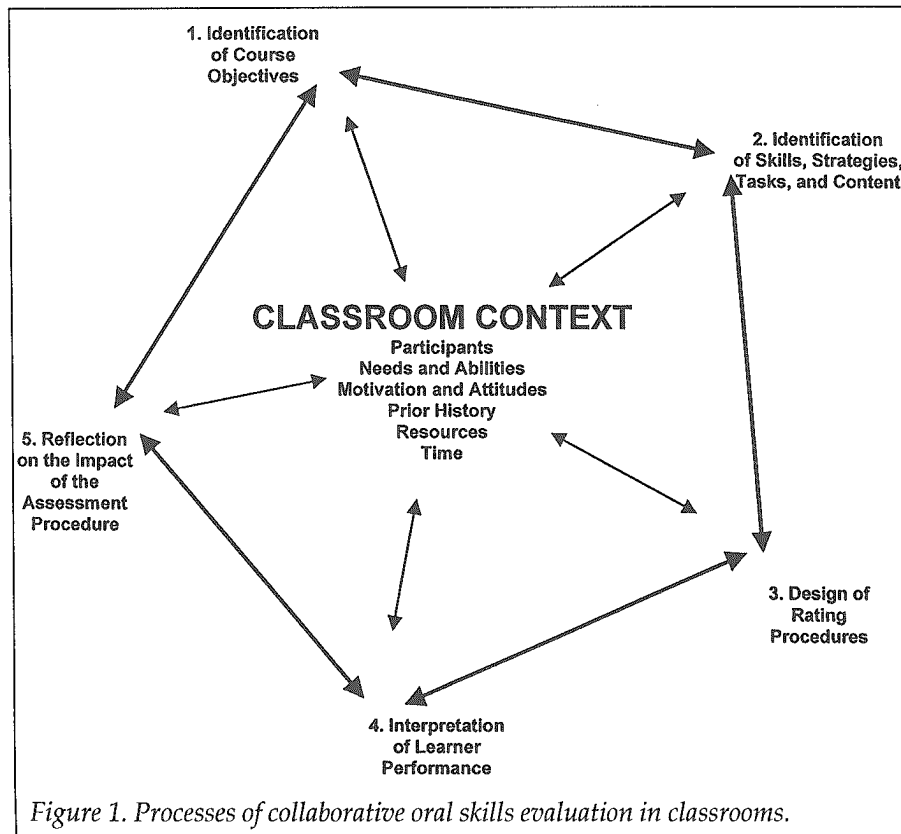 1. Identification
of Course
Objectives
2. Identification
of Skills, Strategies,
Tasks, and Content
CLASSROOM CONTEXT
Participants
Needs and Abilities
Motivation and Attitudes
Prior History
Resources
Time
5. Reflection
on the Impact
of the
Assessment
Procedure
3. Design of
Rating
Procedures
4. Interpretation
of Learner
Performance
Figure 1. Processes of collaborative oral skills evaluation in classrooms.